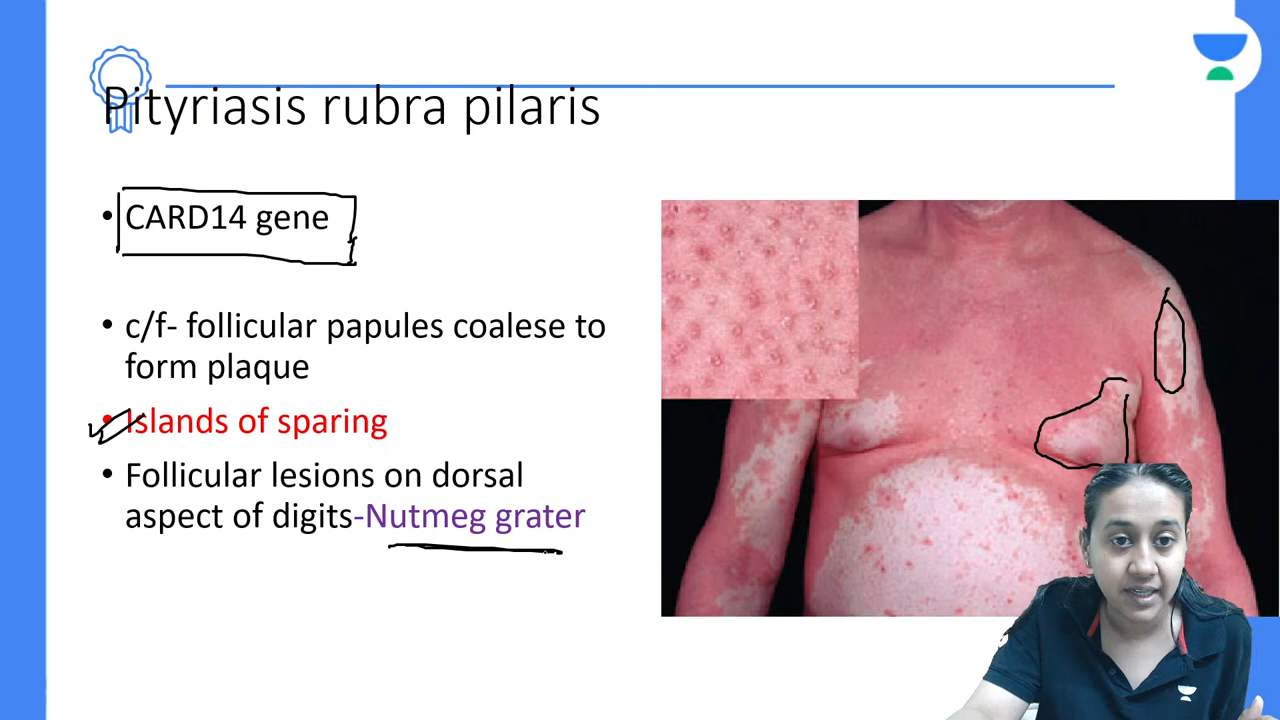 Pityriasis rubra pilaris
• CARD14 gene
• c/f- follicular papules coalese to
form plaque
• Islands of sparing
• Follicular lesions on dorsal
aspect of digits-Nutmeg grater